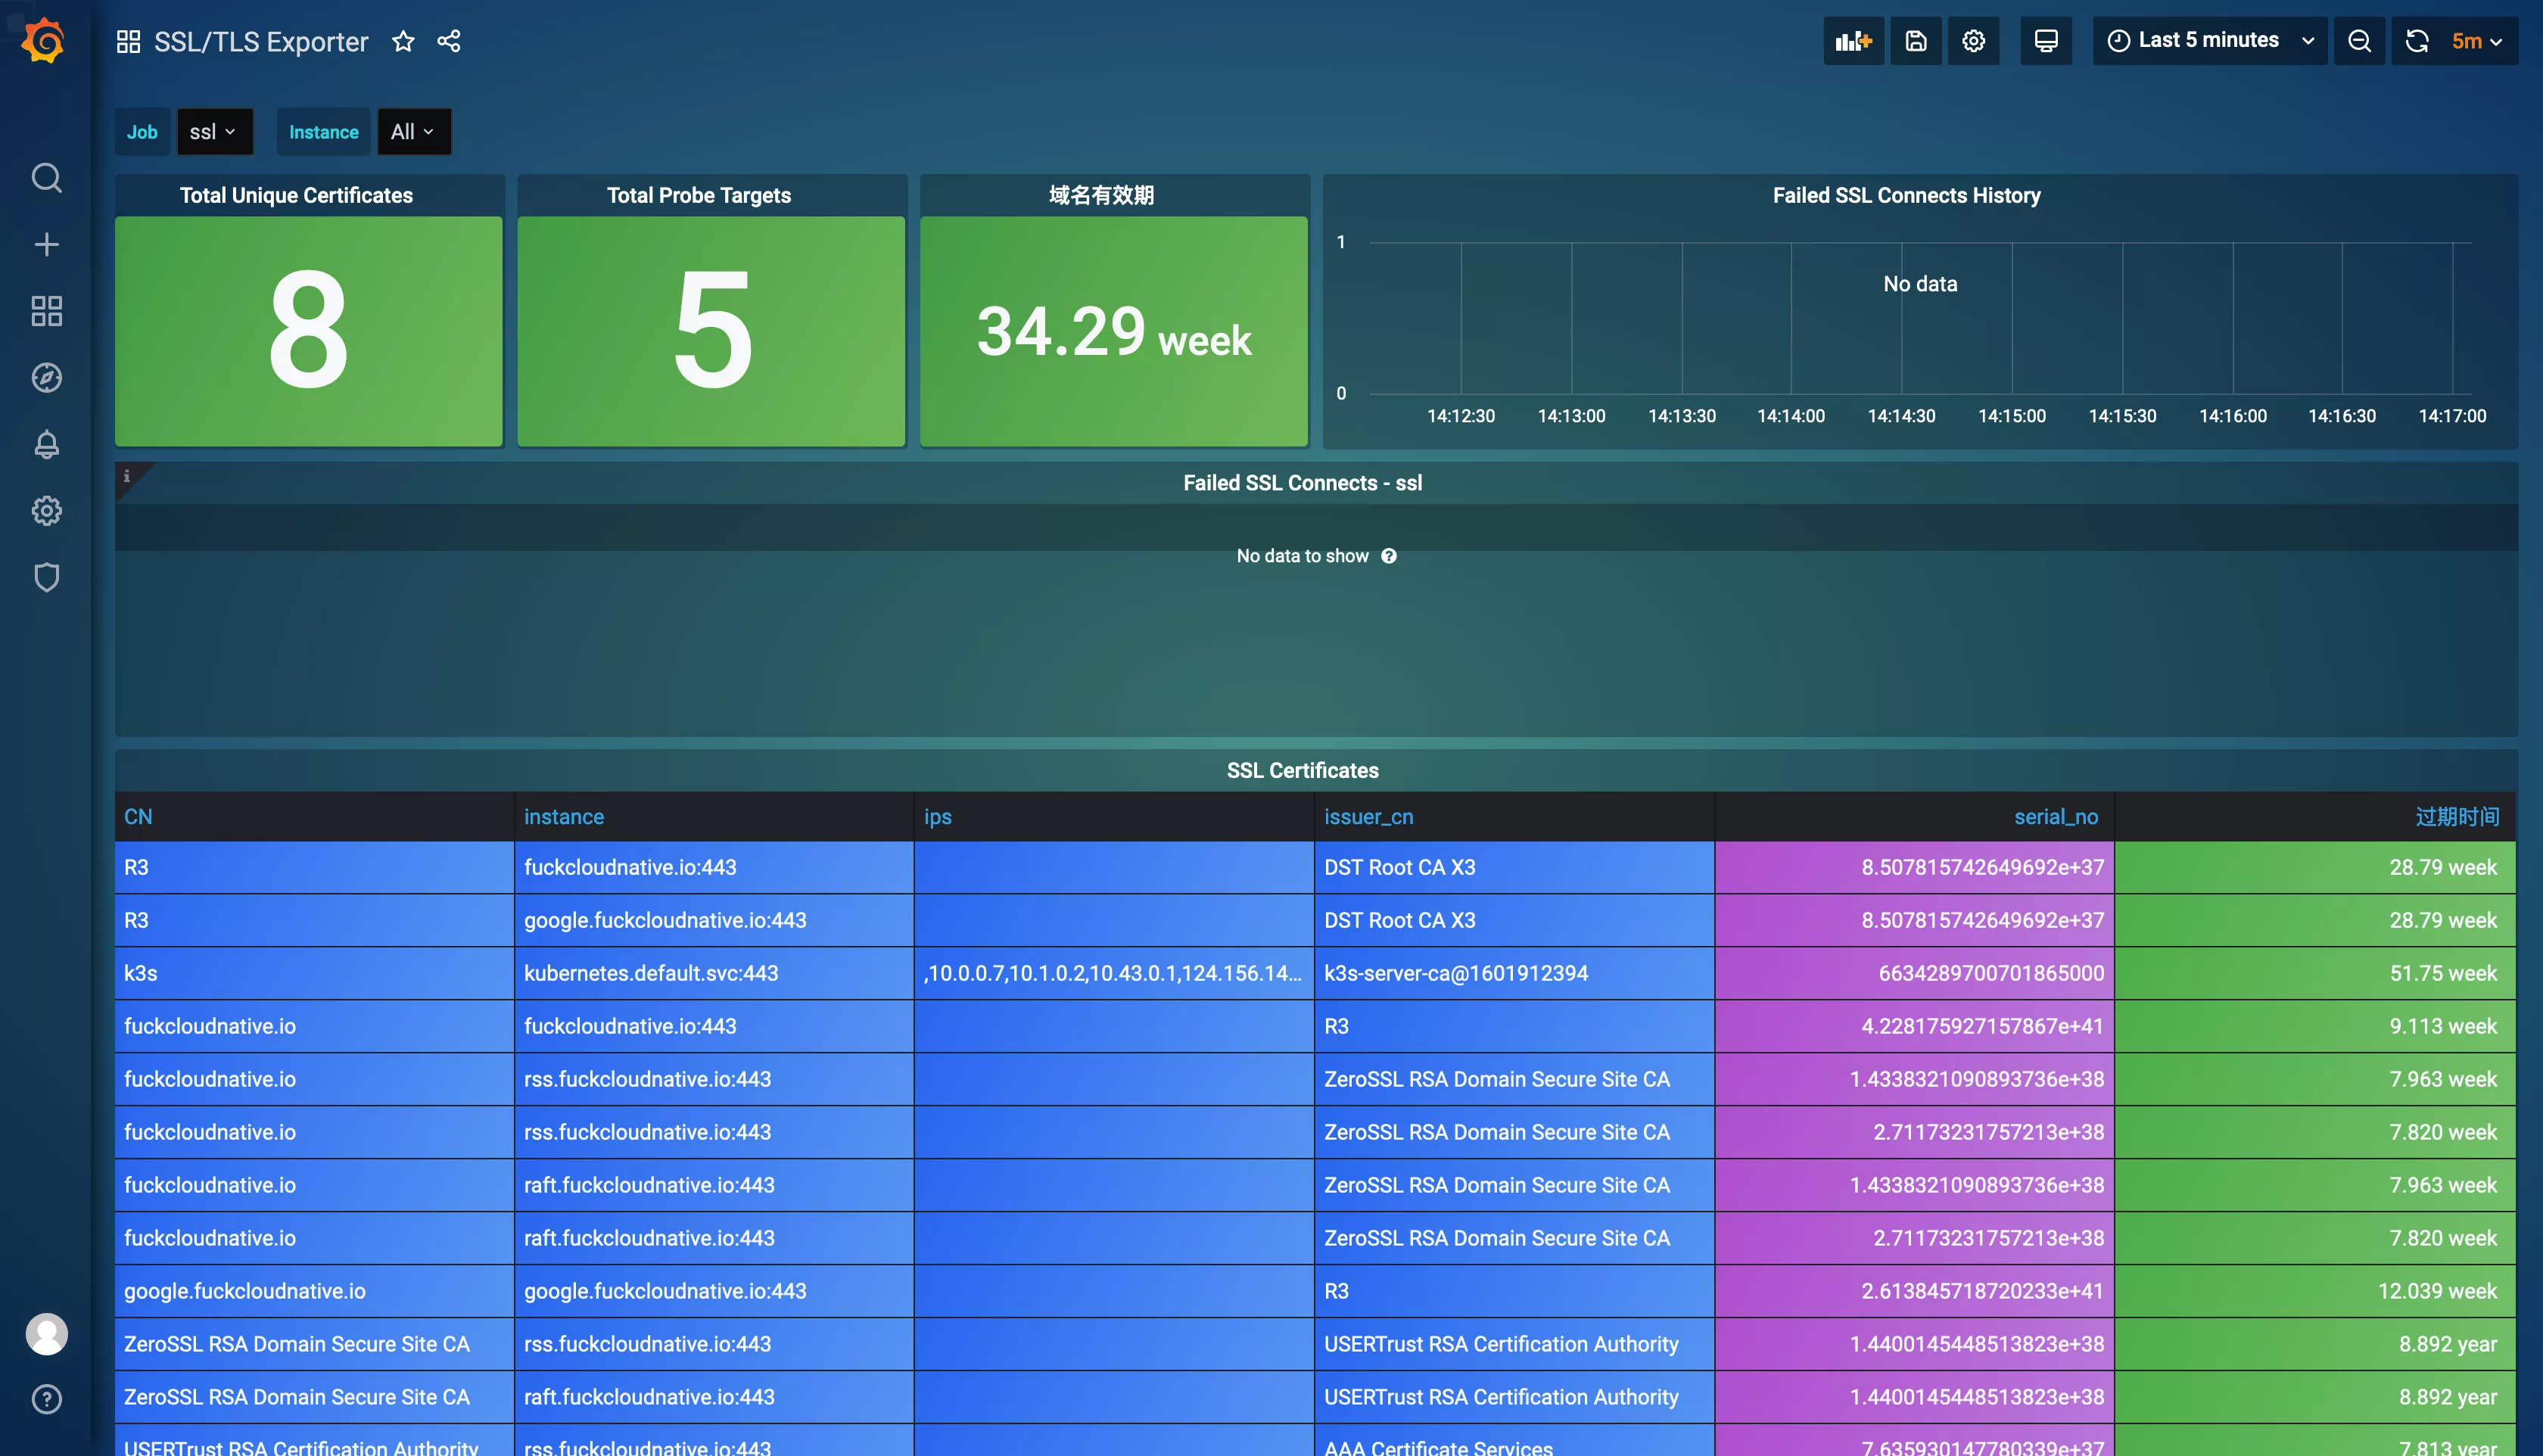 SSL/TLS Exporter
Last 5 minutes
5m
Job ssl Instance All
Total Unique Certificates
8
Total Probe Targets
5
域名有效期
34.29 week
Failed SSL Connects History
1
No data
0
14:12:30 14:13:00 14:13:30 14:14:00 14:14:30 14:15:00 14:15:30 14:16:00 14:16:30 14:17:00
i
Failed SSL Connects - ssl
No data to show ?
SSL Certificates
CN instance ips issuer_cn serial_no 过期时间
R3 fuckcloudnative.io:443 DST Root CA X3 8.507815742649692e+37 28.79 week
R3 google.fuckcloudnative.io:443 DST Root CA X3 8.507815742649692e+37 28.79 week
k3s kubernetes.default.svc:443 ,10.0.0.7,10.1.0.2,10.43.0.1,124.156.14... k3s-server-ca@1601912394 6634289700701865000 51.75 week
fuckcloudnative.io fuckcloudnative.io:443 R3 4.228175927157867e+41 9.113 week
fuckcloudnative.io rss.fuckcloudnative.io:443 ZeroSSL RSA Domain Secure Site CA 1.4338321090893736e+38 7.963 week
fuckcloudnative.io rss.fuckcloudnative.io:443 ZeroSSL RSA Domain Secure Site CA 2.71173231757213e+38 7.820 week
fuckcloudnative.io raft.fuckcloudnative.io:443 ZeroSSL RSA Domain Secure Site CA 1.4338321090893736e+38 7.963 week
fuckcloudnative.io raft.fuckcloudnative.io:443 ZeroSSL RSA Domain Secure Site CA 2.71173231757213e+38 7.820 week
google.fuckcloudnative.io google.fuckcloudnative.io:443 R3 2.613845718720233e+41 12.039 week
ZeroSSL RSA Domain Secure Site CA rss.fuckcloudnative.io:443 USERTrust RSA Certification Authority 1.4400145448513823e+38 8.892 year
ZeroSSL RSA Domain Secure Site CA raft.fuckcloudnative.io:443 USERTrust RSA Certification Authority 1.4400145448513823e+38 8.892 year
USERTrust RSA Certification Authority rss.fuckcloudnative.io:443 AAA Certificate Services 7.635930147780339e+37 7.813 year